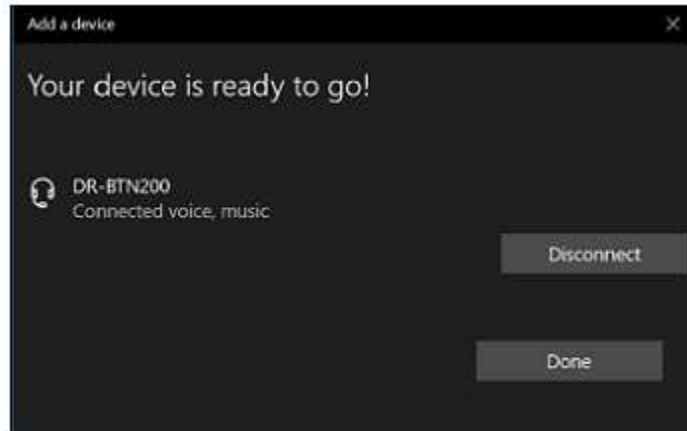 Add a device
Your device is ready to go!
DR-BTN200
Connected voice, music
Disconnect
Done